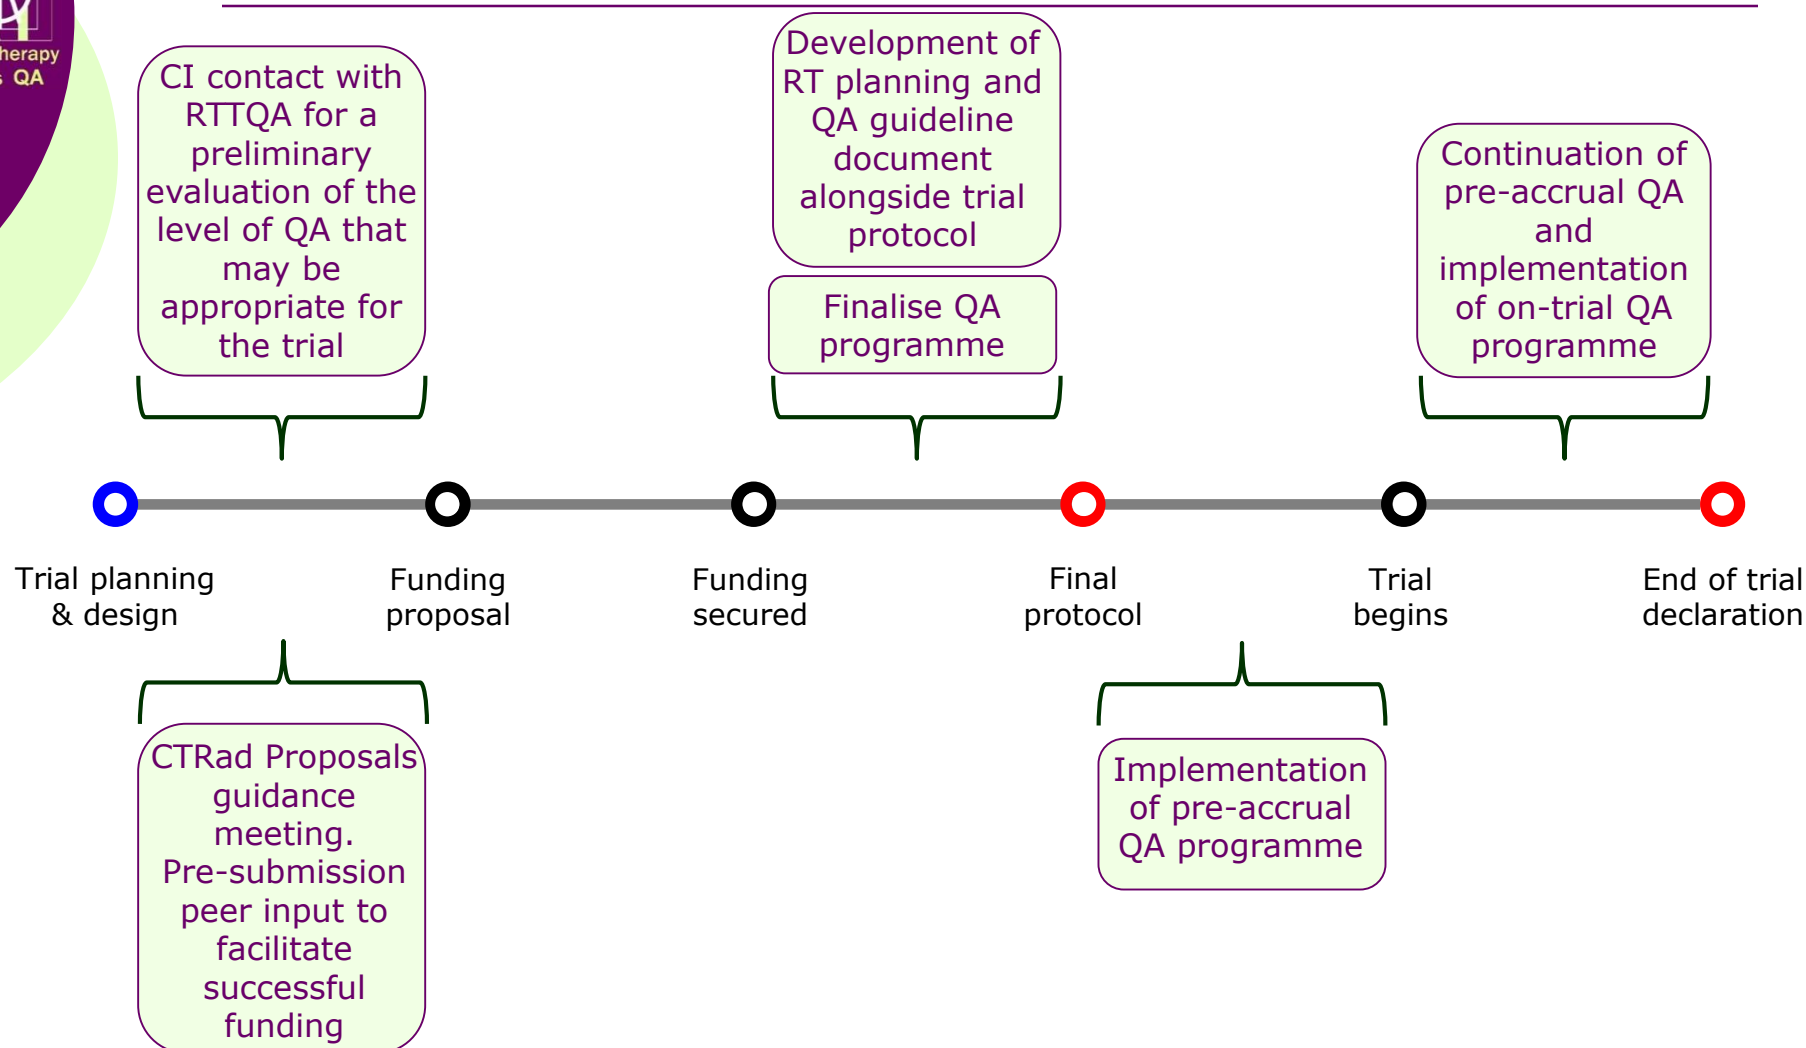 herapy
QA
CI contact with
RTTQA for a
preliminary
evaluation of the
level of QA that
may be
appropriate for
the trial
Development of
RT planning and
QA guideline
document
alongside trial
protocol
Finalise QA
programme
Continuation of
pre-accrual QA
and
implementation
of on-trial QA
programme
Trial planning
& design
Funding
proposal
Funding
secured
Final
protocol
Trial
begins
End of trial
declaration
CTRad Proposals
guidance
meeting.
Pre-submission
peer input to
facilitate
successful
funding
Implementation
of pre-accrual
QA programme